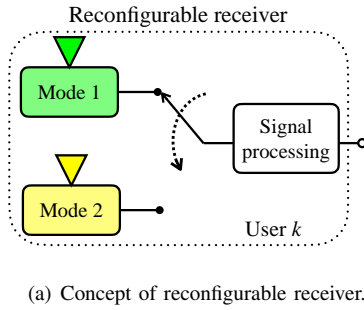 Reconfigurable receiver
Mode 1
Signal
processing
Mode 2
User k
(a) Concept of reconfigurable receiver.